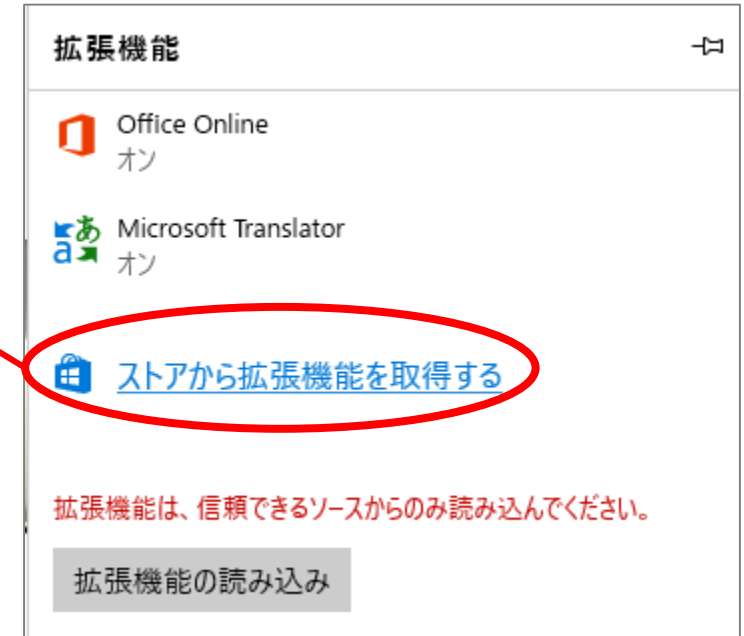 拡張機能
Office Online
オン
Microsoft Translator
オン
ストアから拡張機能を取得する
拡張機能は、信頼できるソースからのみ読み込んでください。
拡張機能の読み込み